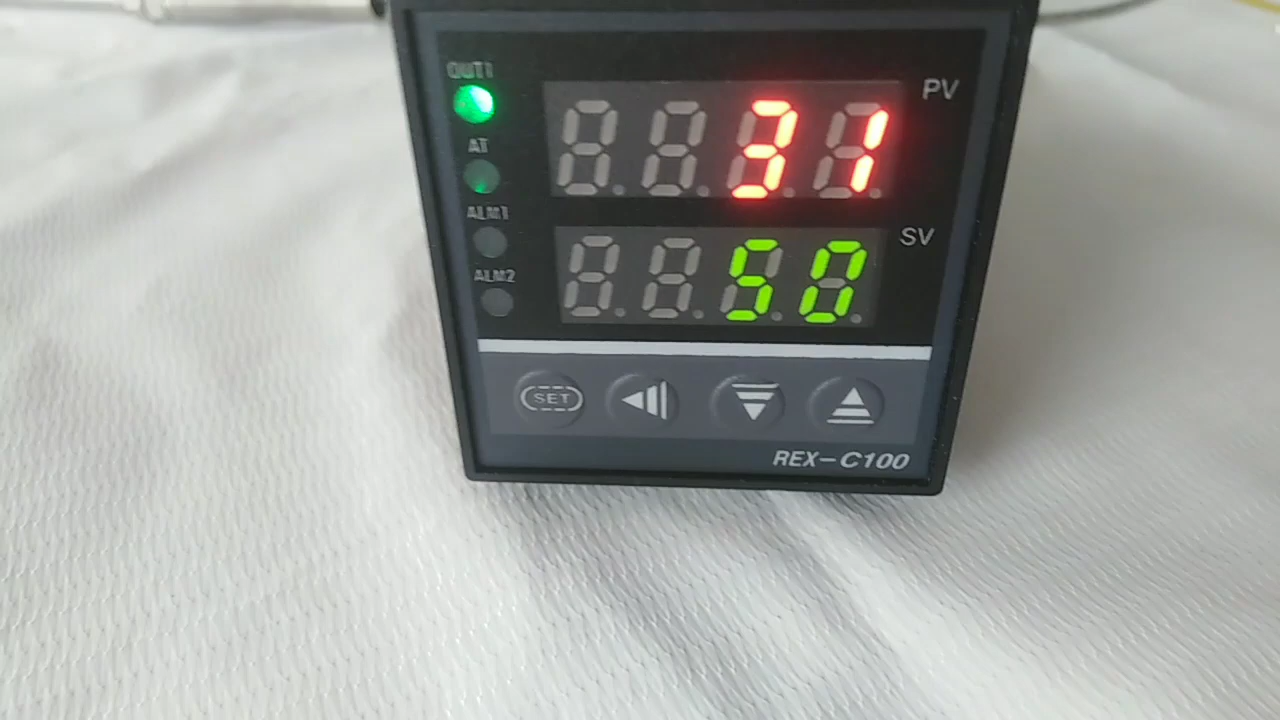 OUT1
PV
31
AT
ALM1
SV
50
ALM2
SET
REX-C100